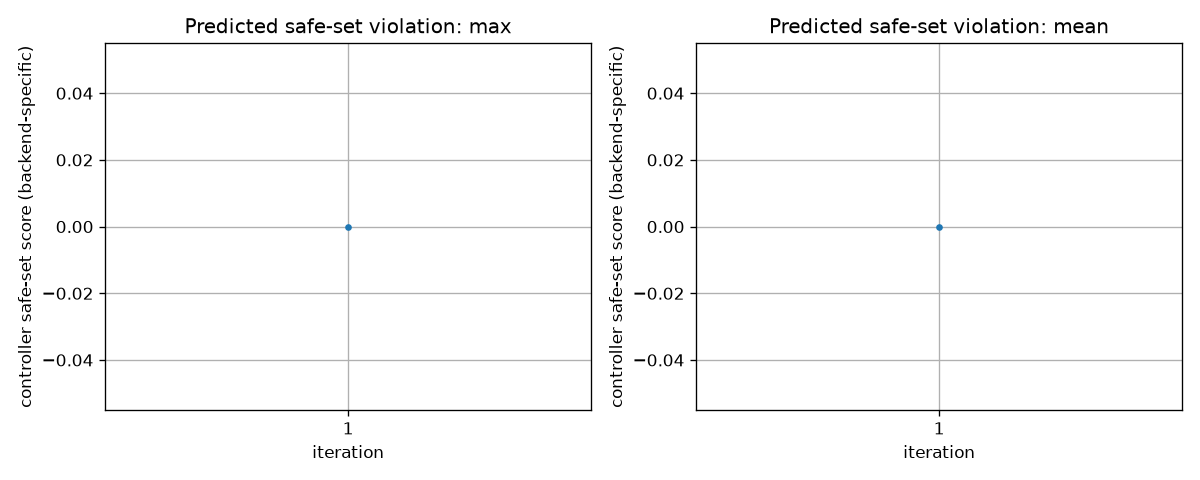 Predicted safe-set violation: max
controller safe-set score (backend-specific)
0.04
0.02
0.00
−0.02
−0.04
1
iteration
Predicted safe-set violation: mean
controller safe-set score (backend-specific)
0.04
0.02
0.00
−0.02
−0.04
1
iteration